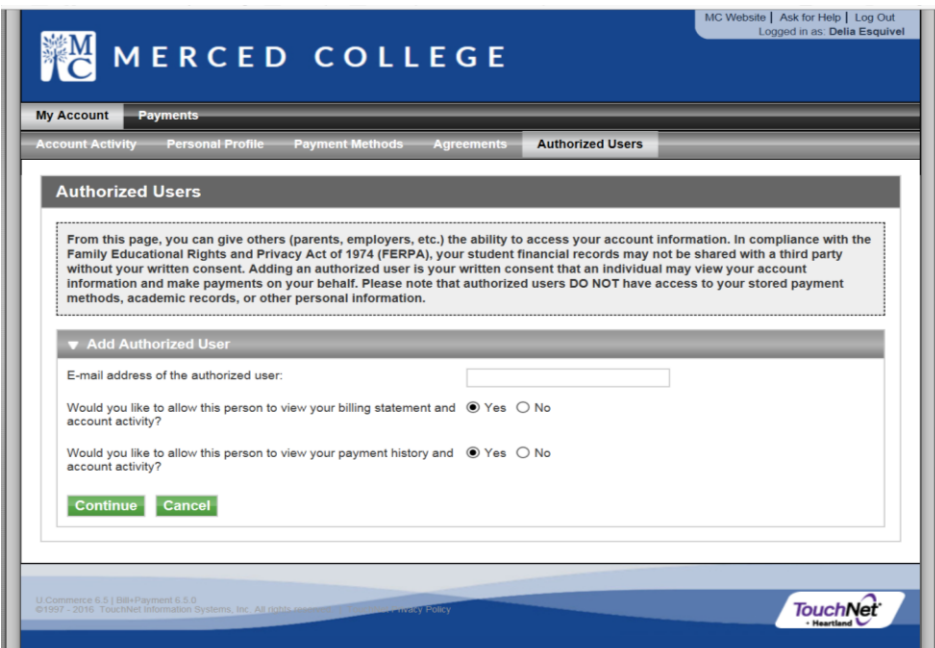 MC Website | Ask for Help | Log Out
Logged in as: Delia Esquivel
MC MERCED COLLEGE
My Account Payments
Account Activity Personal Profile Payment Methods Agreements Authorized Users
Authorized Users
From this page, you can give others (parents, employers, etc.) the ability to access your account information. In compliance with the
Family Educational Rights and Privacy Act of 1974 (FERPA), your student financial records may not be shared with a third party
without your written consent. Adding an authorized user is your written consent that an individual may view your account
information and make payments on your behalf. Please note that authorized users DO NOT have access to your stored payment
methods, academic records, or other personal information.
Add Authorized User
E-mail address of the authorized user:
Would you like to allow this person to view your billing statement and Yes No
account activity?
Would you like to allow this person to view your payment history and Yes No
account activity?
Continue Cancel
U.Commerce 6.5 | Bill+Payment 6.5.0
©1997 - 2016 TouchNet Information Systems, Inc. All rights Privacy Policy
TouchNet
Heartland